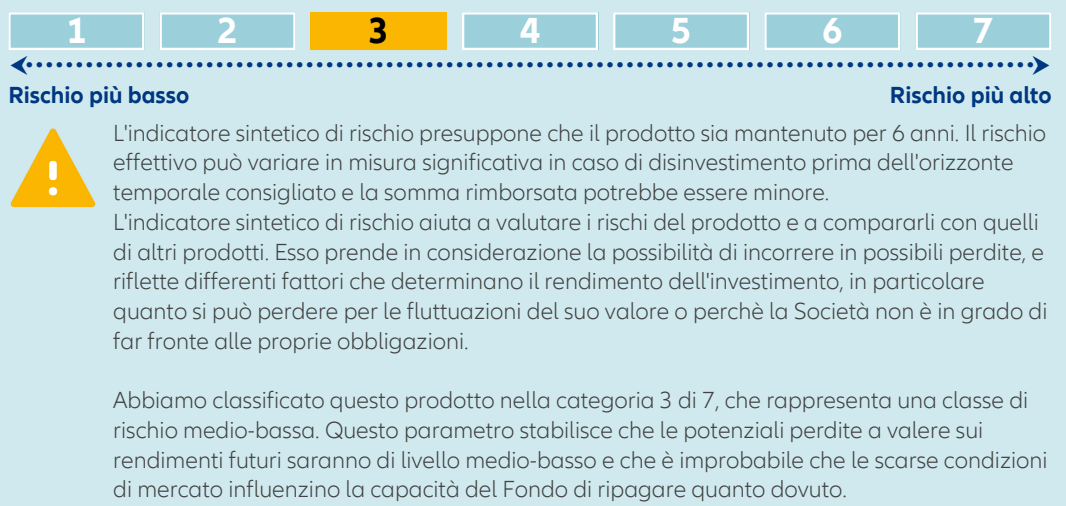 1 2 3 4 5 6 7
Rischio più basso Rischio più alto
L'indicatore sintetico di rischio presuppone che il prodotto sia mantenuto per 6 anni. Il rischio
effettivo può variare in misura significativa in caso di disinvestimento prima dell'orizzonte
temporale consigliato e la somma rimborsata potrebbe essere minore.
L'indicatore sintetico di rischio aiuta a valutare i rischi del prodotto e a compararli con quelli
di altri prodotti. Esso prende in considerazione la possibilità di incorrere in possibili perdite, e
riflette differenti fattori che determinano il rendimento dell'investimento, in particolare
quanto si può perdere per le fluttuazioni del suo valore o perchè la Società non è in grado di
far fronte alle proprie obbligazioni.
Abbiamo classificato questo prodotto nella categoria 3 di 7, che rappresenta una classe di
rischio medio-bassa. Questo parametro stabilisce che le potenziali perdite a valere sui
rendimenti futuri saranno di livello medio-basso e che è improbabile che le scarse condizioni
di mercato influenzino la capacità del Fondo di ripagare quanto dovuto.